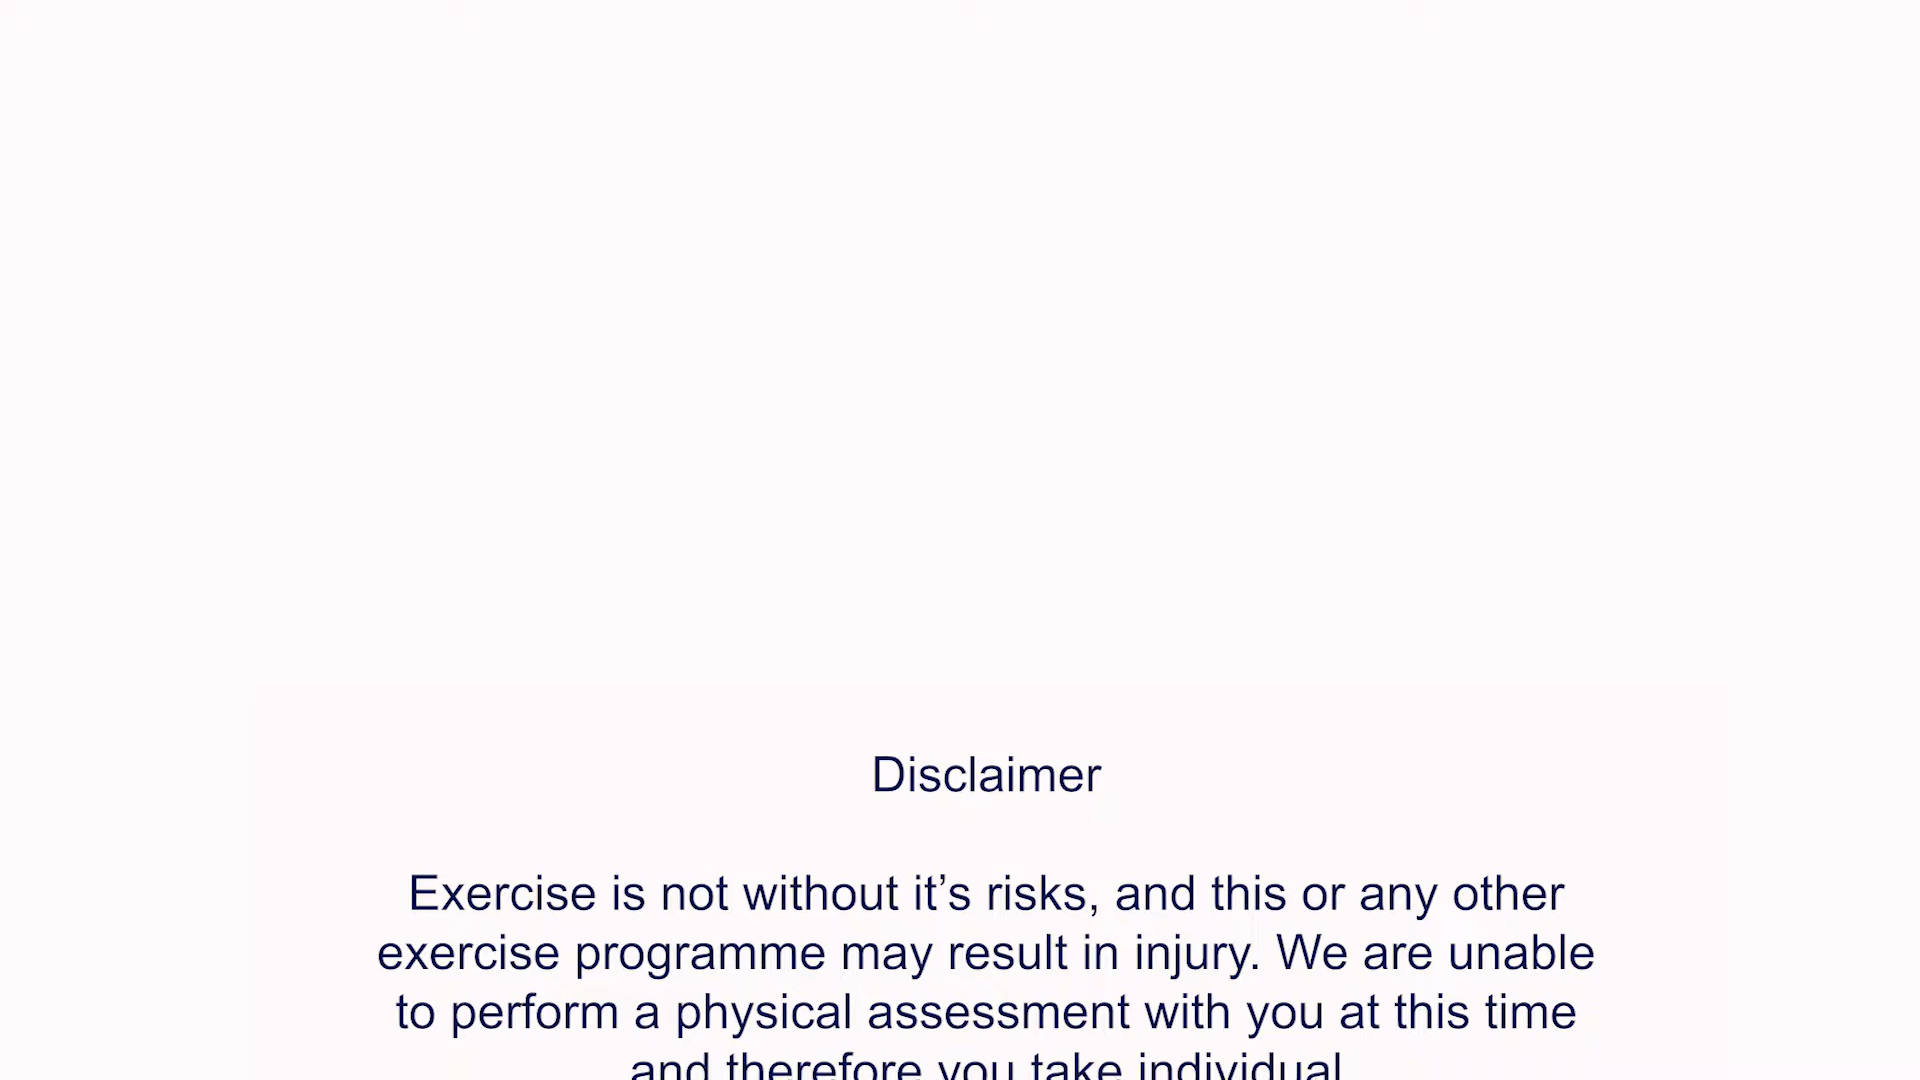 Disclaimer
Exercise is not without it’s risks, and this or any other
exercise programme may result in injury. We are unable
to perform a physical assessment with you at this time
and therefore you take individual